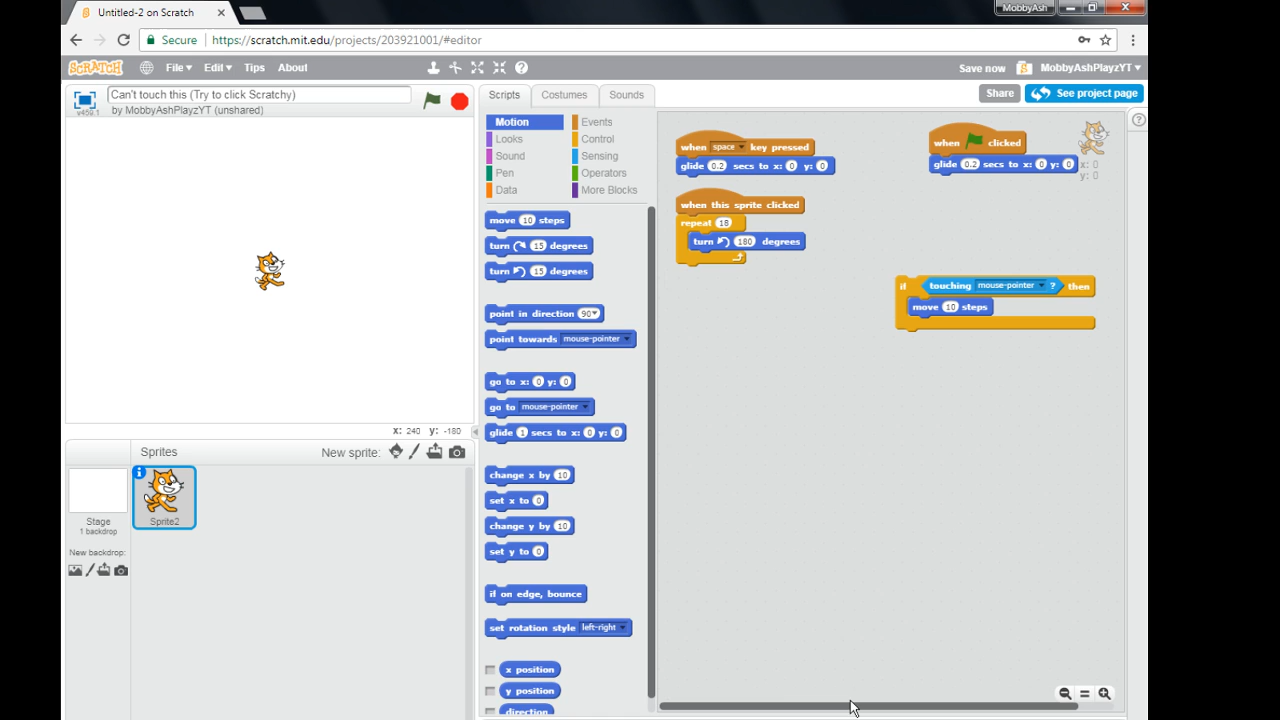 Untitled-2 on Scratch
MobbyAsh
Secure
https://scratch.mit.edu/projects/203921001/#editor
SCRATCH
File
Edit
Tips
About
Save now
MobbyAshPlayzYT
v459.1
Can't touch this (Try to click Scratchy)
by MobbyAshPlayzYT (unshared)
Scripts
Costumes
Sounds
Share
See project page
Motion
Events
Looks
Control
Sound
Sensing
Pen
Operators
Data
More Blocks
move 10 steps
turn 15 degrees
turn 15 degrees
point in direction 90
point towards mouse-pointer
go to x: 0 y: 0
go to mouse-pointer
glide 1 secs to x: 0 y: 0
change x by 10
set x to 0
change y by 10
set y to 0
if on edge, bounce
set rotation style left-right
x position
y position
direction
when space key pressed
glide 0.2 secs to x: 0 y: 0
when this sprite clicked
repeat 18
turn 180 degrees
when clicked
glide 0.2 secs to x: 0 y: 0
x: 0
y: 0
if touching mouse-pointer ? then
move 10 steps
x: 240 y: -180
Sprites
New sprite:
Stage
1 backdrop
New backdrop:
Sprite2